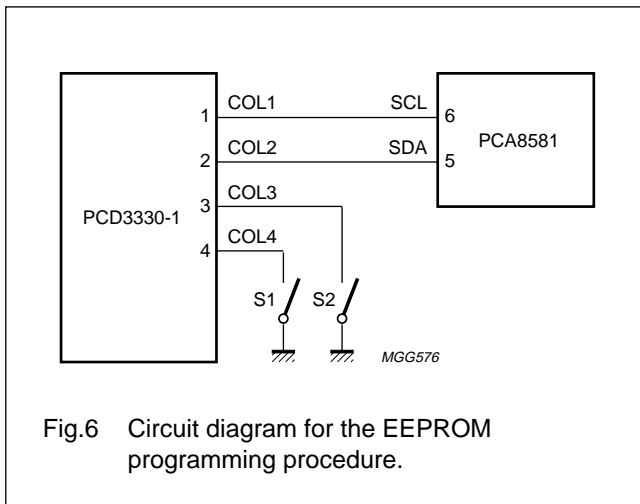 1 COL1 SCL 6
2 COL2 SDA 5
PCA8581
3 COL3
PCD3330-1
4 COL4
S1 S2
MGG576
Fig.6 Circuit diagram for the EEPROM
programming procedure.